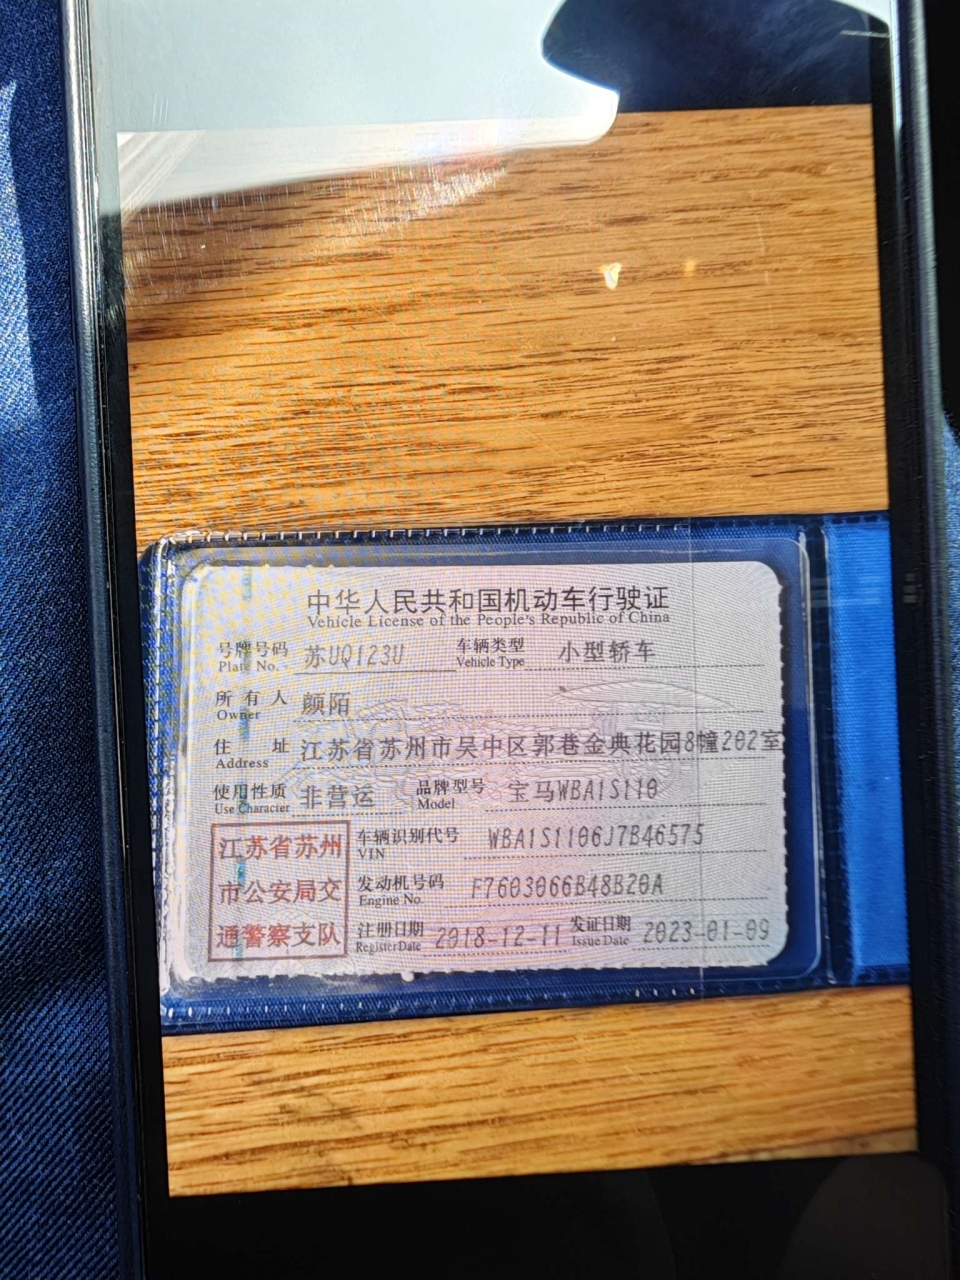 中华人民共和国机动车行驶证
Vehicle License of the People's Republic of China
号牌号码 苏UQ123U 车辆类型 小型轿车
Plate No. Vehicle Type
所有人 颜陌
Owner
住址 江苏省苏州市吴中区郭巷金典花园8幢202室
Address
使用性质 非营运 品牌型号 宝马WBA1S110
Use Character Model
江苏省苏州
市公安局交
通警察支队
车辆识别代号 WBA1S1106J7B46575
VIN
发动机号码 F7603066B48B20A
Engine No.
注册日期 2018-12-11 发证日期 2023-01-09
Register Date Issue Date